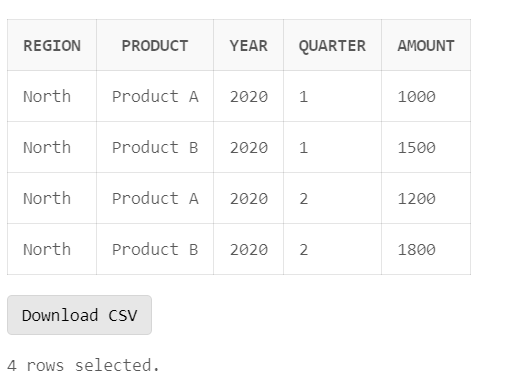 REGION PRODUCT YEAR QUARTER AMOUNT
North Product A 2020 1 1000
North Product B 2020 1 1500
North Product A 2020 2 1200
North Product B 2020 2 1800
Download CSV
4 rows selected.